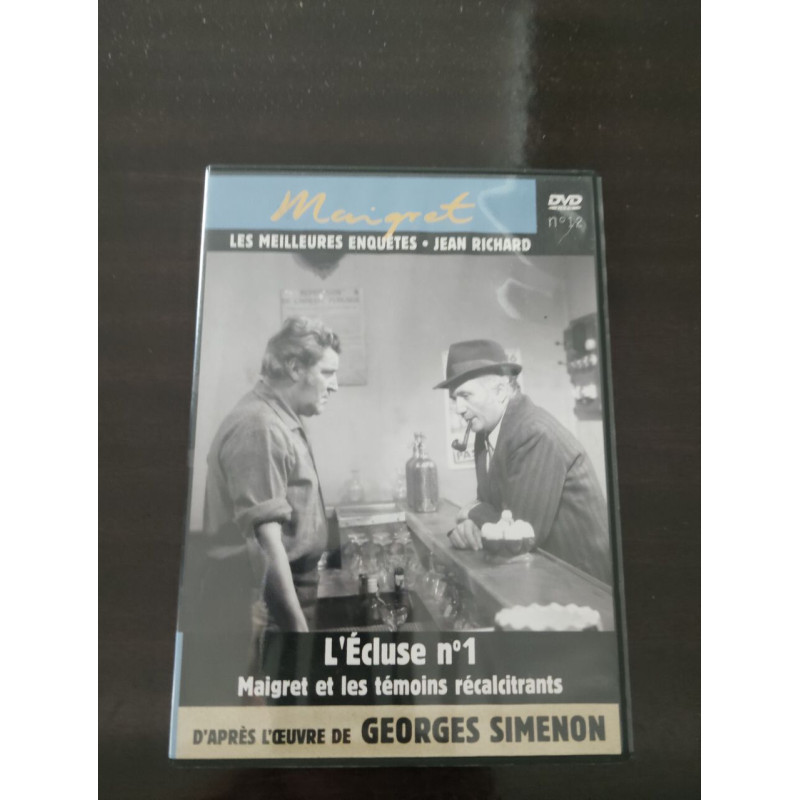 Maigret
DVD
n°12
LES MEILLEURES ENQUÊTES • JEAN RICHARD
L'Écluse n°1
Maigret et les témoins récalcitrants
D'APRÈS L'ŒUVRE DE GEORGES SIMENON